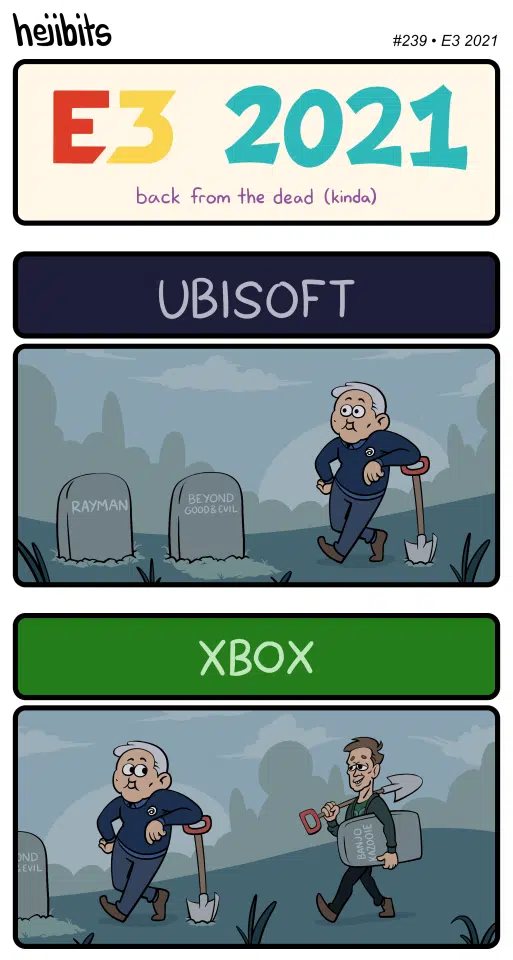 hejibits
#239 • E3 2021
E3 2021
back from the dead (kinda)
UBISOFT
RAYMAN
BEYOND
GOOD & EVIL
XBOX
OND
& EVIL
BANJO
KAZOOIE